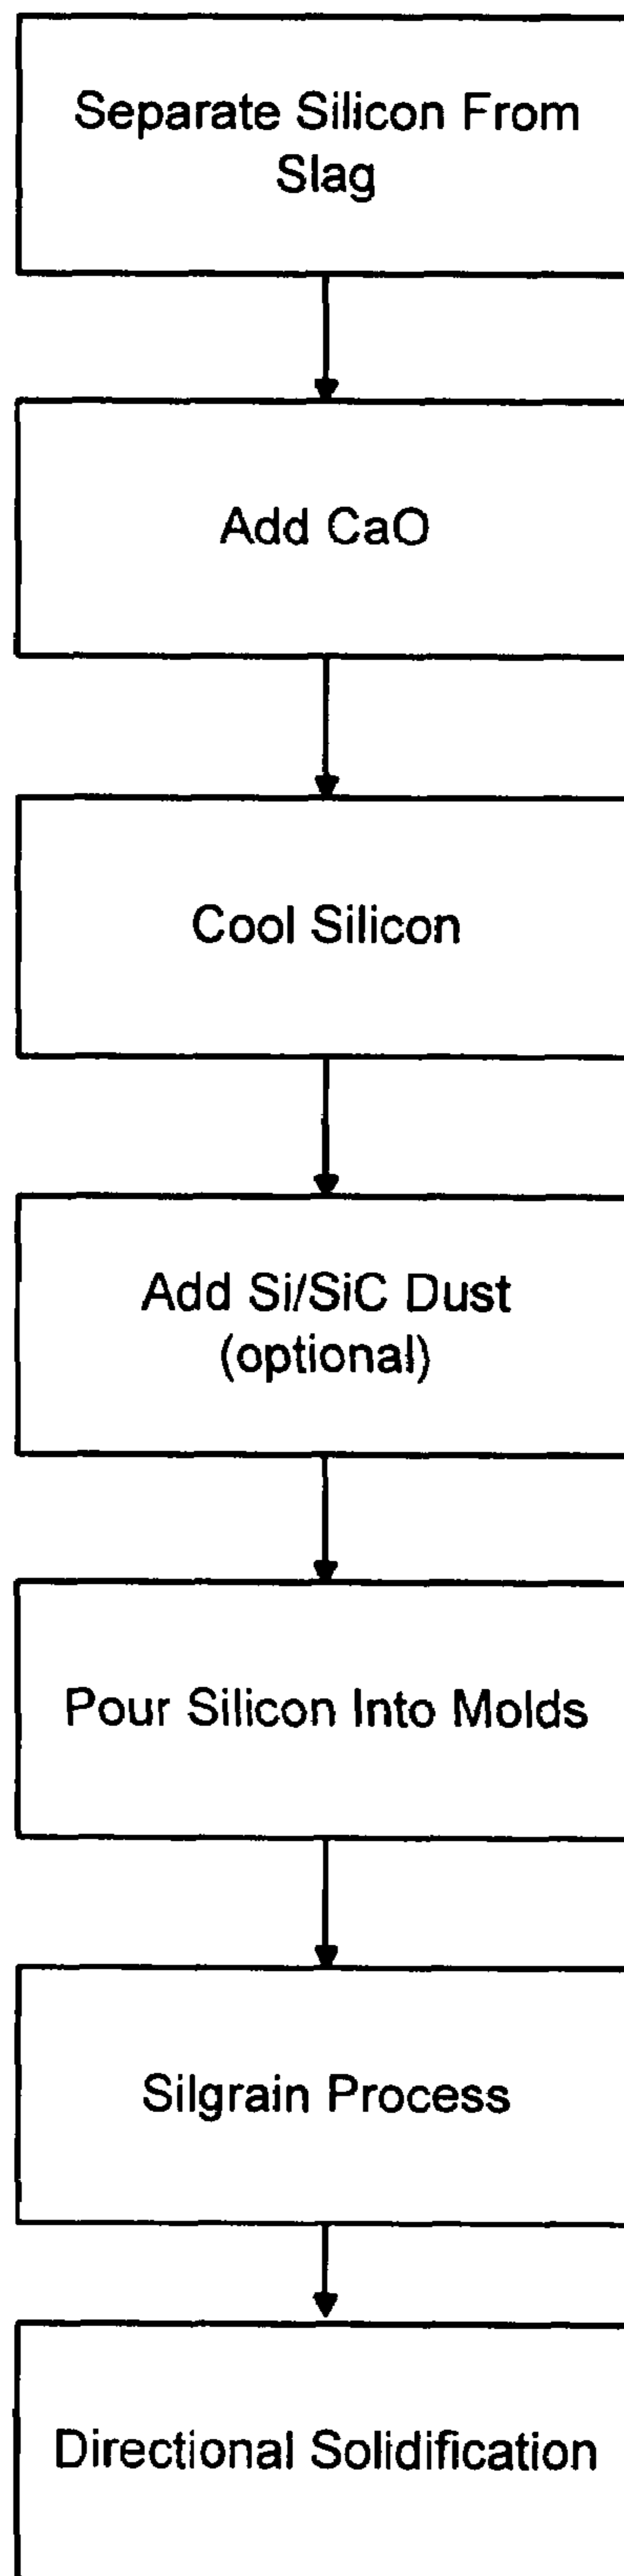 Separate Silicon From
Slag
Add CaO
Cool Silicon
Add Si/SiC Dust
(optional)
Pour Silicon Into Molds
Silgrain Process
Directional Solidification